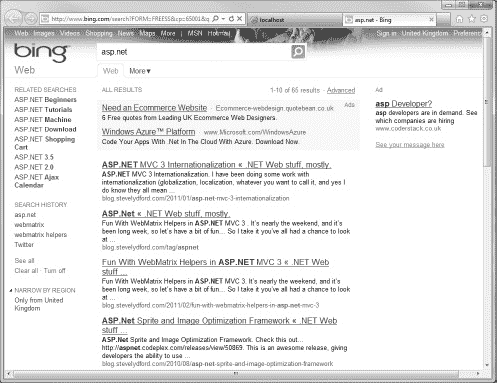 http://www.bing.com/search?FORM=FREESS&cpc=65001&q
localhost
asp.net - Bing
Web Images Videos Shopping News Maps More | MSN Hotmail
Sign in United Kingdom Preferenc
bing
asp.net
Web
Web More
RELATED SEARCHES
ASP.NET Beginners
ASP.NET Tutorials
ASP.NET Machine
ASP.NET Download
ASP.NET Shopping
Cart
ASP.NET 3.5
ASP.NET 2.0
ASP.NET Ajax
Calendar
SEARCH HISTORY
asp.net
webmatrix
webmatrix helpers
Twitter
See all
Clear all · Turn off
NARROW BY REGION
Only from United
Kingdom
ALL RESULTS
1-10 of 65 results · Advanced
Need an Ecommerce Website · Ecommerce-webdesign.quotebean.co.uk
Ads
6 Free quotes from Leading UK Ecommerce Web Designers.
Windows Azure™ Platform · www.Microsoft.com/WindowsAzure
Code Your Apps With .Net In The Cloud With Azure. Download Now.
ASP.NET MVC 3 Internationalization « .NET Web stuff, mostly.
ASP.NET MVC 3 Internationalization. I have been doing some work with
internationalization (globalization, localization, whatever you want to call it, and yes I
do know they all mean ...
blog.stevelydford.com/2011/01/asp-net-mvc-3-internationalization
ASP.Net « .NET Web stuff, mostly.
Fun With WebMatrix Helpers in ASP.NET MVC 3 . It's nearly the weekend, and it's
been long week, so let's have a bit of fun... So I take it you've all had a chance to look
at ...
blog.stevelydford.com/tag/aspnet
Fun With WebMatrix Helpers in ASP.NET MVC 3 « .NET Web
stuff ...
Fun With WebMatrix Helpers in ASP.NET MVC 3 . It's nearly the weekend, and it's
been long week, so let's have a bit of fun... So I take it you've all had a chance to look
at ...
blog.stevelydford.com/2011/02/fun-with-webmatrix-helpers-in-asp-net-mvc-3
ASP.Net Sprite and Image Optimization Framework « .NET Web
stuff ...
ASP.Net Sprite and Image Optimization Framework. Check this out...
http://aspnet.codeplex.com/releases/view/50869. This is an awesome release, giving
developers the ability to use ...
blog.stevelydford.com/2010/08/asp-net-sprite-and-image-optimization-framework
Ad
asp Developer?
asp developers are in demand. See
which companies are hiring
www.coderstack.co.uk
See your message here